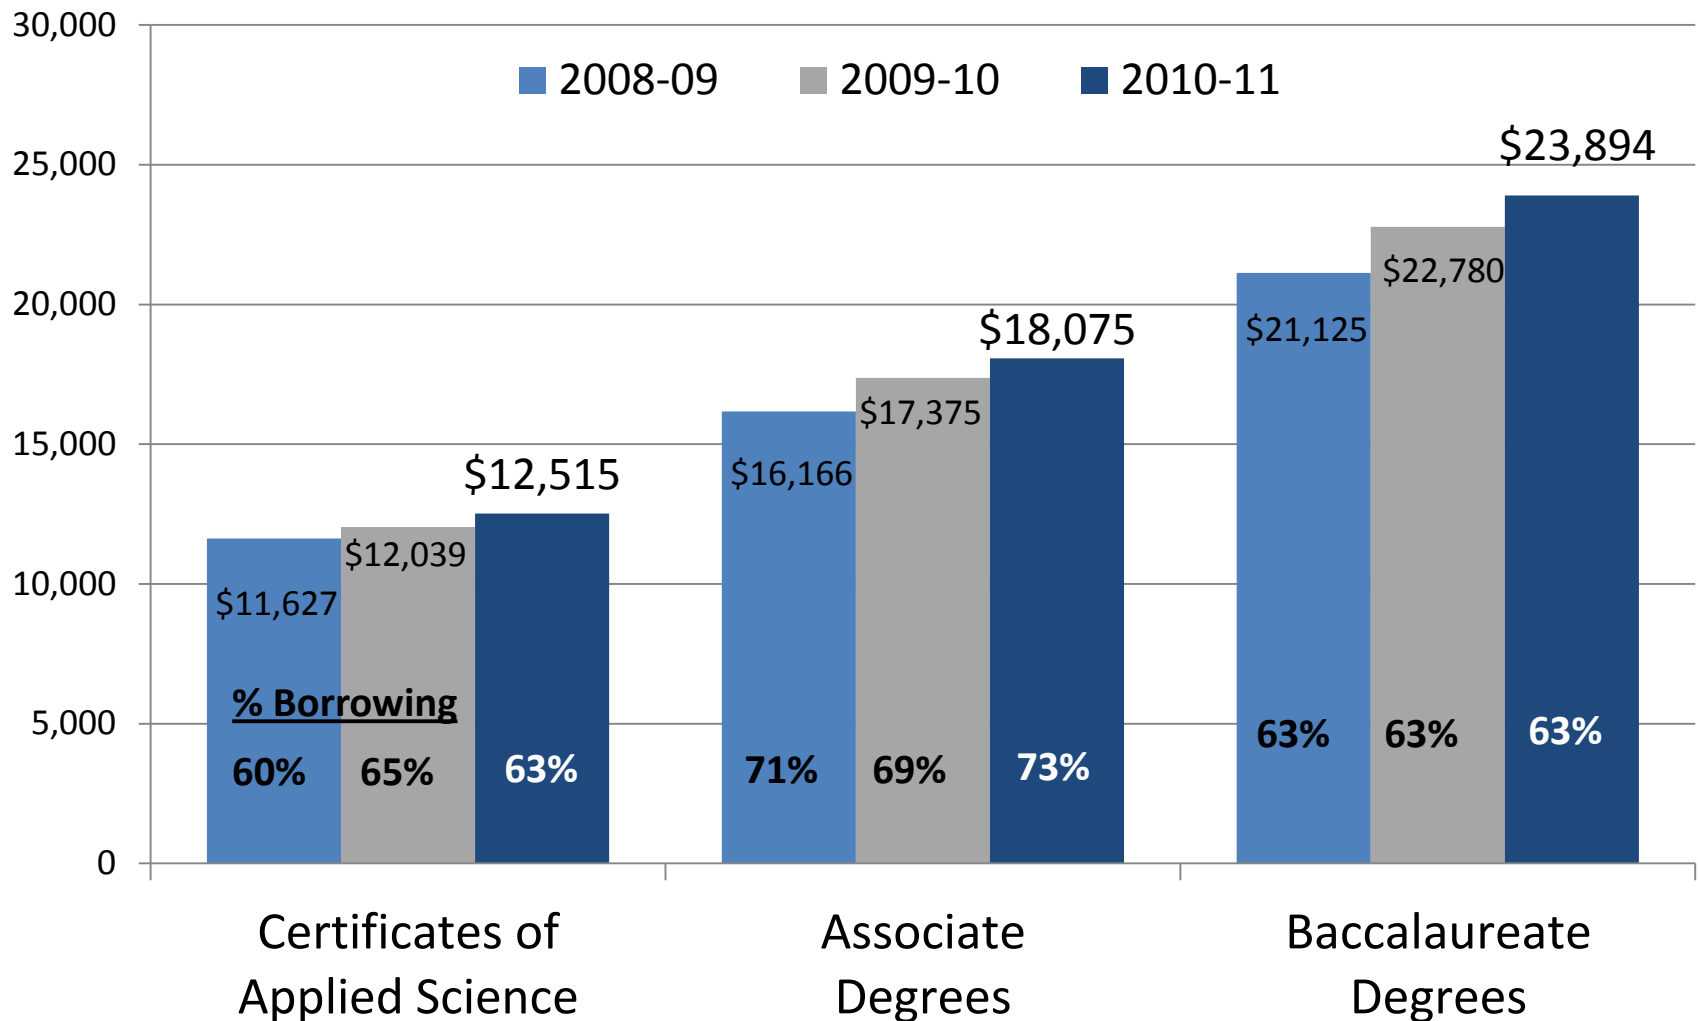 30,000
25,000
20,000
15,000
10,000
5,000
0
2008-09 2009-10 2010-11
$11,627 $12,039 $12,515
$16,166 $17,375 $18,075
$21,125 $22,780 $23,894
% Borrowing
60% 65% 63%
71% 69% 73%
63% 63% 63%
Certificates of
Applied Science
Associate
Degrees
Baccalaureate
Degrees